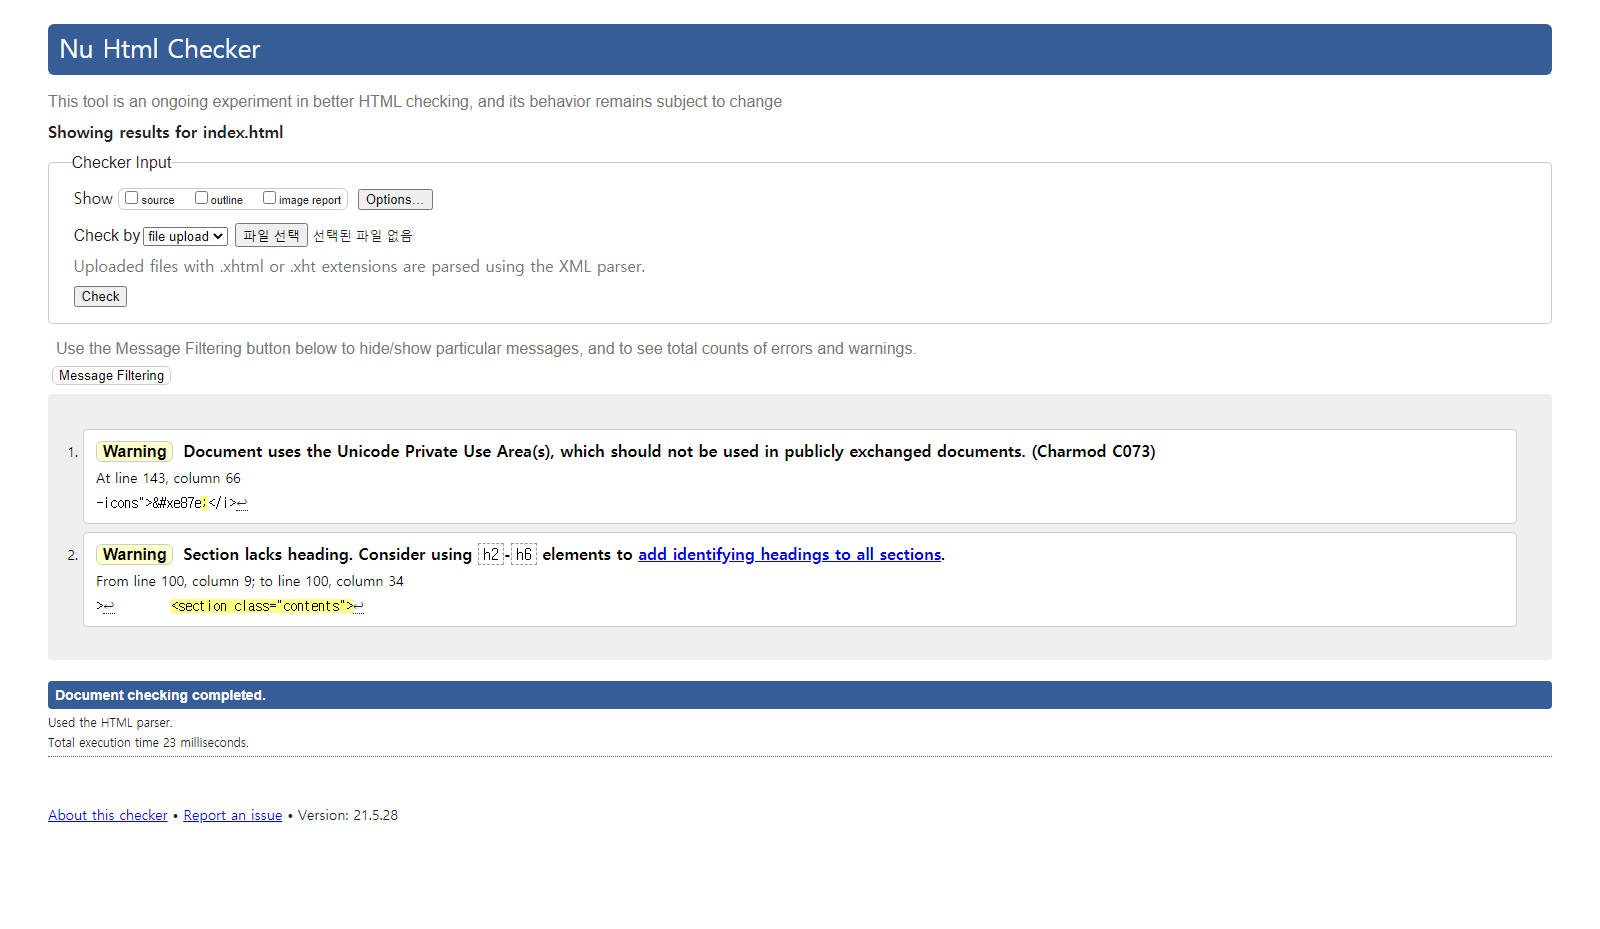 Nu Html Checker
This tool is an ongoing experiment in better HTML checking, and its behavior remains subject to change
Showing results for index.html
Checker Input
Show source outline image report Options...
Check by file upload 파일 선택 선택된 파일 없음
Uploaded files with .xhtml or .xht extensions are parsed using the XML parser.
Check
Use the Message Filtering button below to hide/show particular messages, and to see total counts of errors and warnings.
Message Filtering
1. Warning Document uses the Unicode Private Use Area(s), which should not be used in publicly exchanged documents. (Charmod C073)
At line 143, column 66
-icons">&#xe87e;</i>↩
2. Warning Section lacks heading. Consider using h2-h6 elements to add identifying headings to all sections.
From line 100, column 9; to line 100, column 34
>↩ <section class="contents">↩
Document checking completed.
Used the HTML parser.
Total execution time 23 milliseconds.
About this checker • Report an issue • Version: 21.5.28